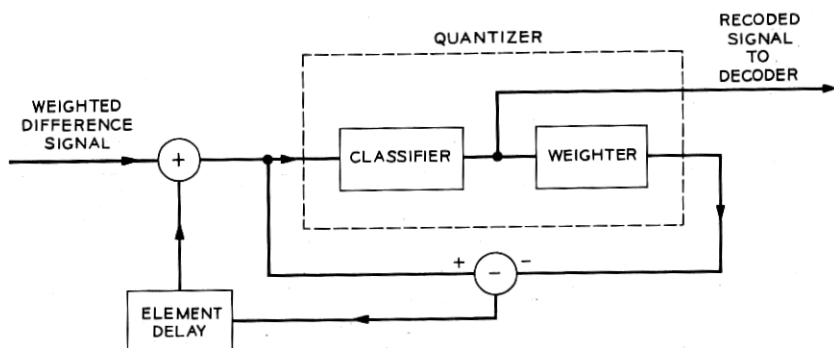 RECODED
SIGNAL
TO
DECODER
QUANTIZER
WEIGHTED
DIFFERENCE
SIGNAL
+
CLASSIFIER
WEIGHTER
+
-
-
ELEMENT
DELAY